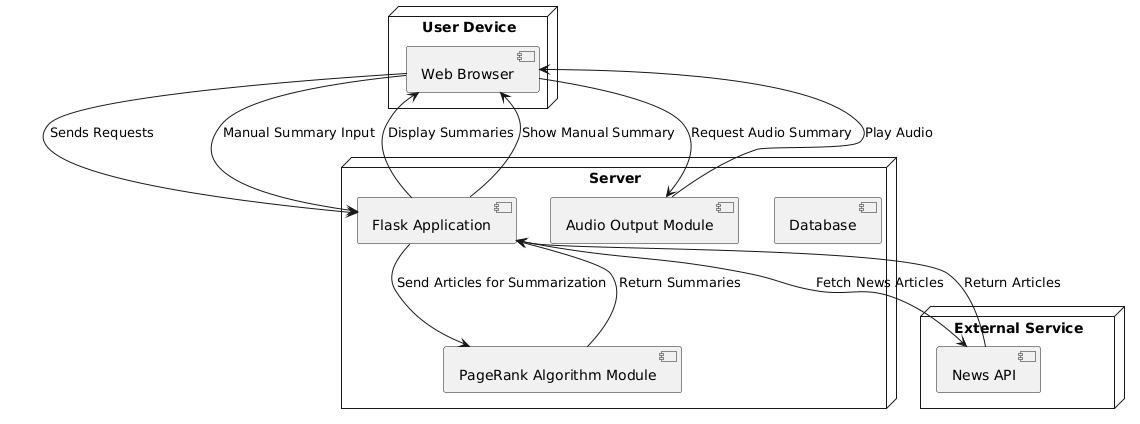 User Device
Web Browser
Sends Requests
Manual Summary Input
Display Summaries
Show Manual Summary
Request Audio Summary
Play Audio
Server
Flask Application
Audio Output Module
Database
Send Articles for Summarization
Return Summaries
Fetch News Articles
Return Articles
External Service
PageRank Algorithm Module
News API